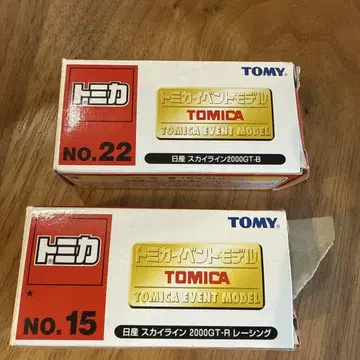 TOMY
トミカ
トミカイベントモデル
TOMICA
TOMICA EVENT MODEL
NO.22
日産 スカイライン2000GT-B
TOMY
トミカ
トミカイベントモデル
TOMICA
TOMICA EVENT MODEL
★
NO.15
日産 スカイライン 2000GT-R レーシング